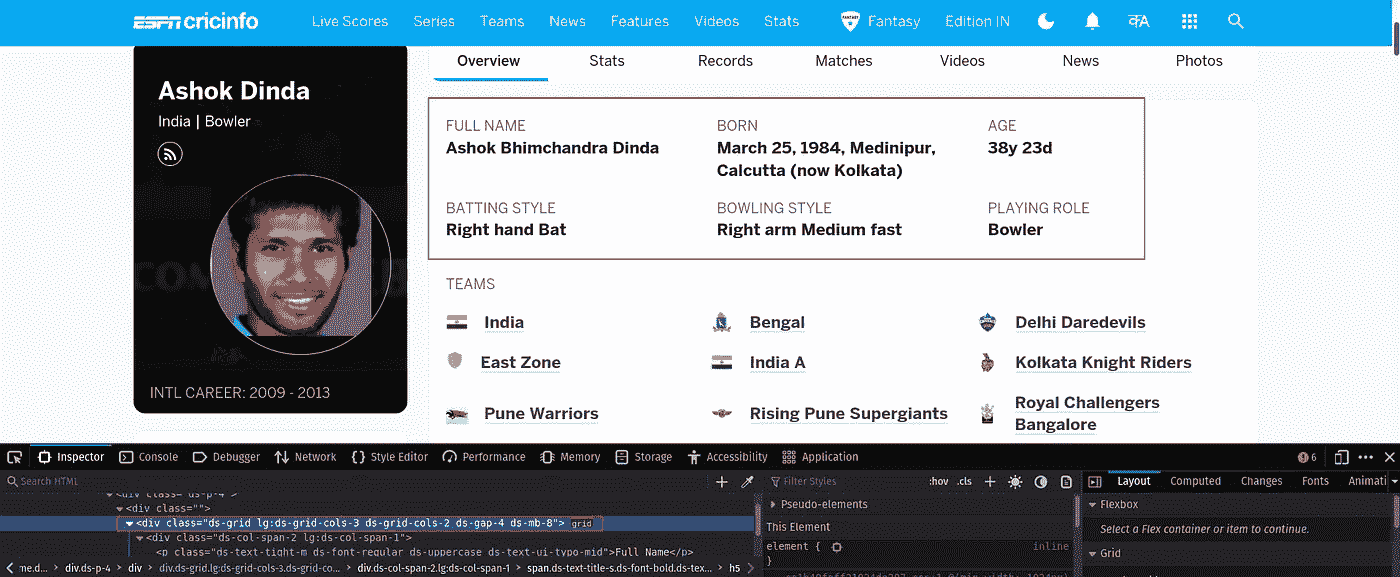 ESPN cricinfo Live Scores Series Teams News Features Videos Stats Fantasy Edition IN
Ashok Dinda
India | Bowler
INTL CAREER: 2009 - 2013
Overview Stats Records Matches Videos News Photos
FULL NAME BORN AGE
Ashok Bhimchandra Dinda March 25, 1984, Medinipur, 38y 23d
Calcutta (now Kolkata)
BATTING STYLE BOWLING STYLE PLAYING ROLE
Right hand Bat Right arm Medium fast Bowler
TEAMS
India Bengal Delhi Daredevils
East Zone India A Kolkata Knight Riders
Pune Warriors Rising Pune Supergiants Royal Challengers
Bangalore
Inspector Console Debugger Network {} Style Editor Performance Memory Storage Accessibility Application 6
Search HTML Filter Styles :hov .cls Layout Computed Changes Fonts Animati
<div class="ds-p-4">
<div class="">
<div class="ds-grid lg:ds-grid-cols-3 ds-grid-cols-2 ds-gap-4 ds-mb-8"> grid
<div class="ds-col-span-2 lg:ds-col-span-1">
<p class="ds-text-tight-m ds-font-regular ds-uppercase ds-text-ui-typo-mid">Full Name</p>
me.d... div.ds-p-4 div div.ds-grid.lg:ds-grid-cols-3.ds-grid-co... div.ds-col-span-2.lg:ds-col-span-1 span.ds-text-title-s.ds-font-bold.ds-tex... h5
Pseudo-elements
This Element
element { inline
}
Flexbox
Select a Flex container or item to continue.
Grid